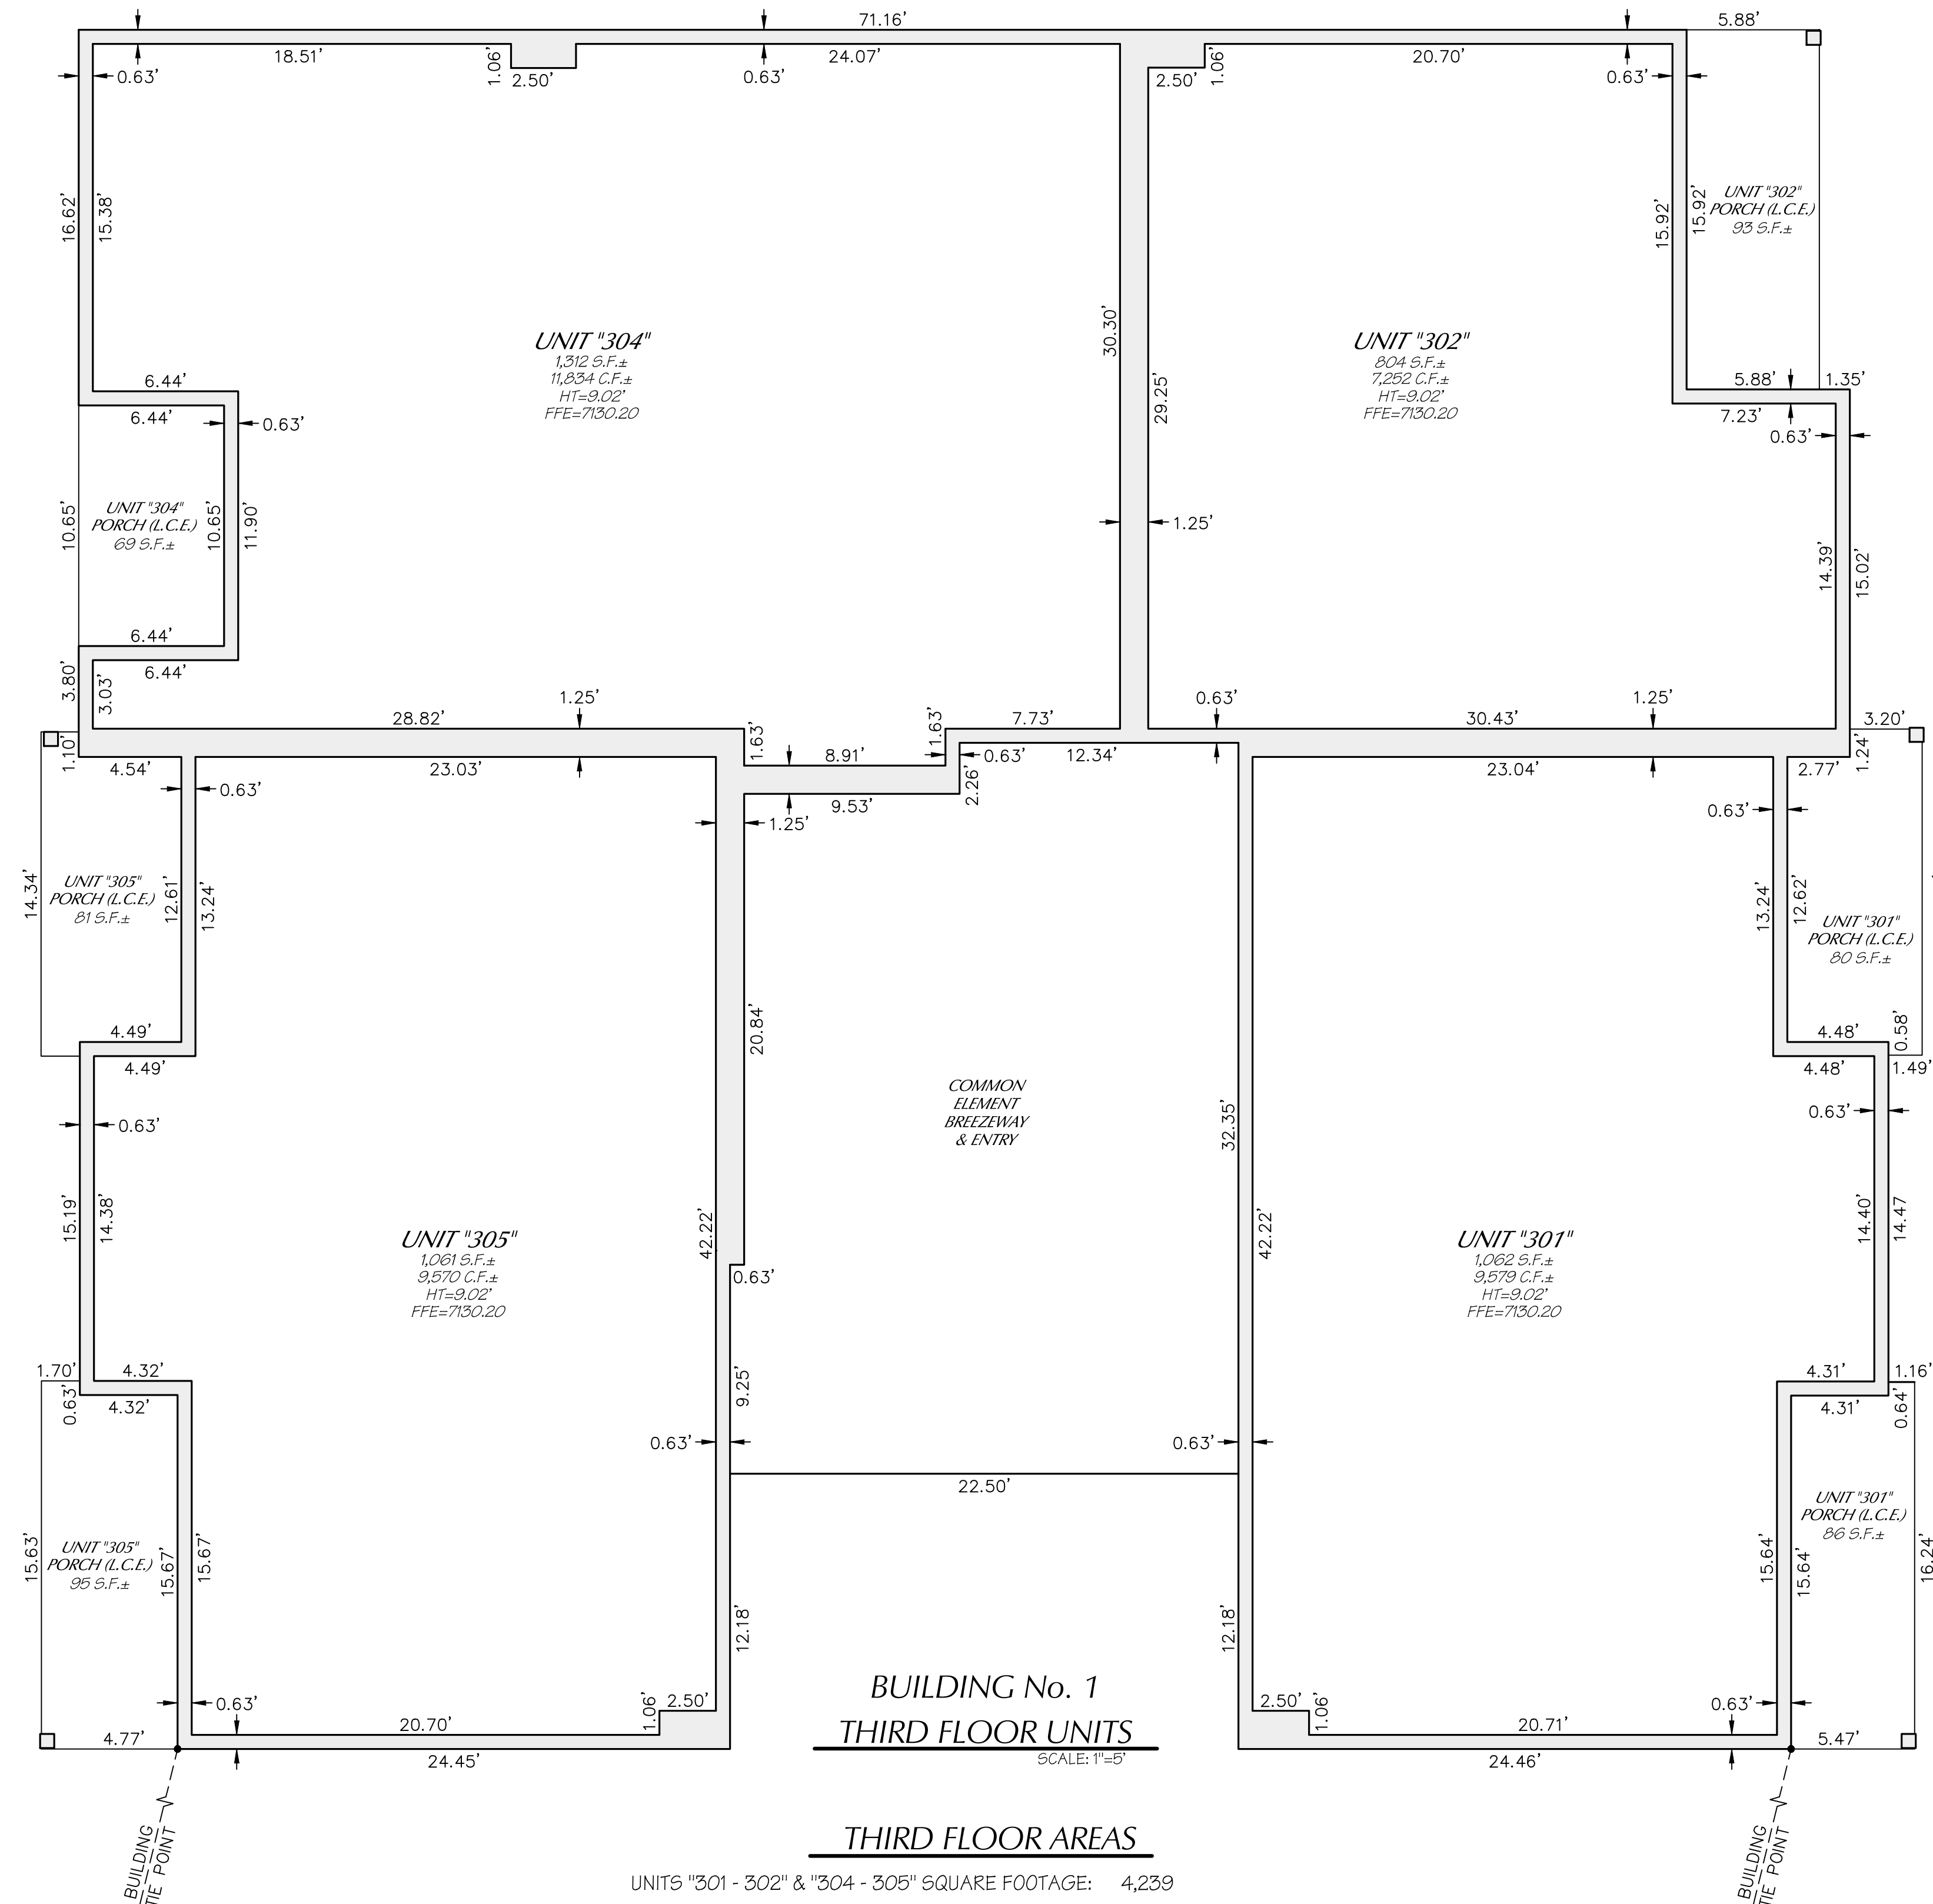 71.16’
5.88’
18.51’
1.06’
2.50’
0.63’
24.07’
0.63’
2.50’
1.06’
20.70’
0.63’
16.62’
15.38’
15.92’
15.92’
UNIT "302"
PORCH (L.C.E.)
93 S.F.±
UNIT "304"
1,312 S.F.±
11,834 C.F.±
HT=9.02’
FFE=7130.20
30.30’
29.25’
UNIT "302"
804 S.F.±
7,252 C.F.±
HT=9.02’
FFE=7130.20
6.44’
6.44’
0.63’
5.88’
1.35’
7.23’
0.63’
10.65’
UNIT "304"
PORCH (L.C.E.)
69 S.F.±
10.65’
11.90’
1.25’
14.39’
15.02’
6.44’
6.44’
3.80’
3.03’
1.10’
28.82’
1.25’
1.63’
8.91’
1.63’
7.73’
0.63’
30.43’
1.25’
3.20’
1.24’
4.54’
23.03’
0.63’
12.34’
2.26’
9.53’
1.25’
23.04’
2.77’
0.63’
0.63’
14.34’
UNIT "305"
PORCH (L.C.E.)
81 S.F.±
12.61’
13.24’
20.84’
13.24’
12.62’
UNIT "301"
PORCH (L.C.E.)
80 S.F.±
4.49’
4.49’
0.63’
4.48’
0.58’
4.48’
1.49’
0.63’
COMMON
ELEMENT
BREEZEWAY
& ENTRY
32.35’
15.19’
14.38’
UNIT "305"
1,061 S.F.±
9,570 C.F.±
HT=9.02’
FFE=7130.20
42.22’
0.63’
42.22’
UNIT "301"
1,062 S.F.±
9,579 C.F.±
HT=9.02’
FFE=7130.20
14.40’
14.47
1.70’
4.32’
0.63’
4.32’
9.25’
0.63’
0.63’
4.31’
1.16’
4.31’
0.64’
22.50’
15.63’
UNIT "305"
PORCH (L.C.E.)
95 S.F.±
15.67’
15.67’
12.18’
12.18’
15.64’
15.64’
UNIT "301"
PORCH (L.C.E.)
86 S.F.±
16.24’
0.63’
20.70’
1.06’
2.50’
2.50’
1.06’
20.71’
0.63’
4.77’
24.45’
24.46’
5.47’
BUILDING No. 1
THIRD FLOOR UNITS
SCALE: 1"=5’
BUILDING
TIE POINT
BUILDING
TIE POINT
THIRD FLOOR AREAS
UNITS "301 - 302" & "304 - 305" SQUARE FOOTAGE: 4,239